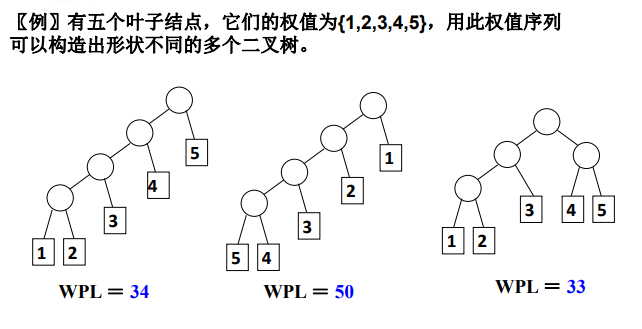 〖例〗有五个叶子结点，它们的权值为{1,2,3,4,5}，用此权值序列
可以构造出形状不同的多个二叉树。
5
4
3
1 2
WPL = 34
1
2
3
5 4
WPL = 50
3 4 5
1 2
WPL = 33